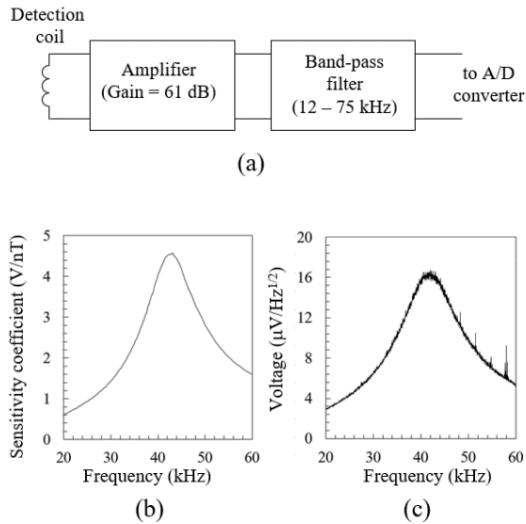 Detection
coil
Amplifier
(Gain = 61 dB)
Band-pass
filter
(12 – 75 kHz)
to A/D
converter
(a)
Sensitivity coefficient (V/nT)
5
4
3
2
1
0
20 30 40 50 60
Frequency (kHz)
(b)
Voltage (µV/Hz^{1/2})
20
16
12
8
4
0
20 30 40 50 60
Frequency (kHz)
(c)